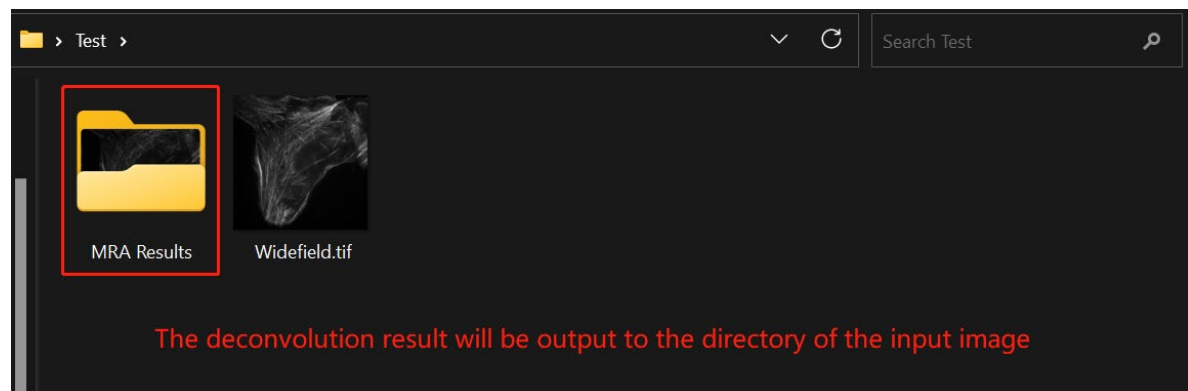 Test
Search Test
MRA Results
Widefield.tif
The deconvolution result will be output to the directory of the input image